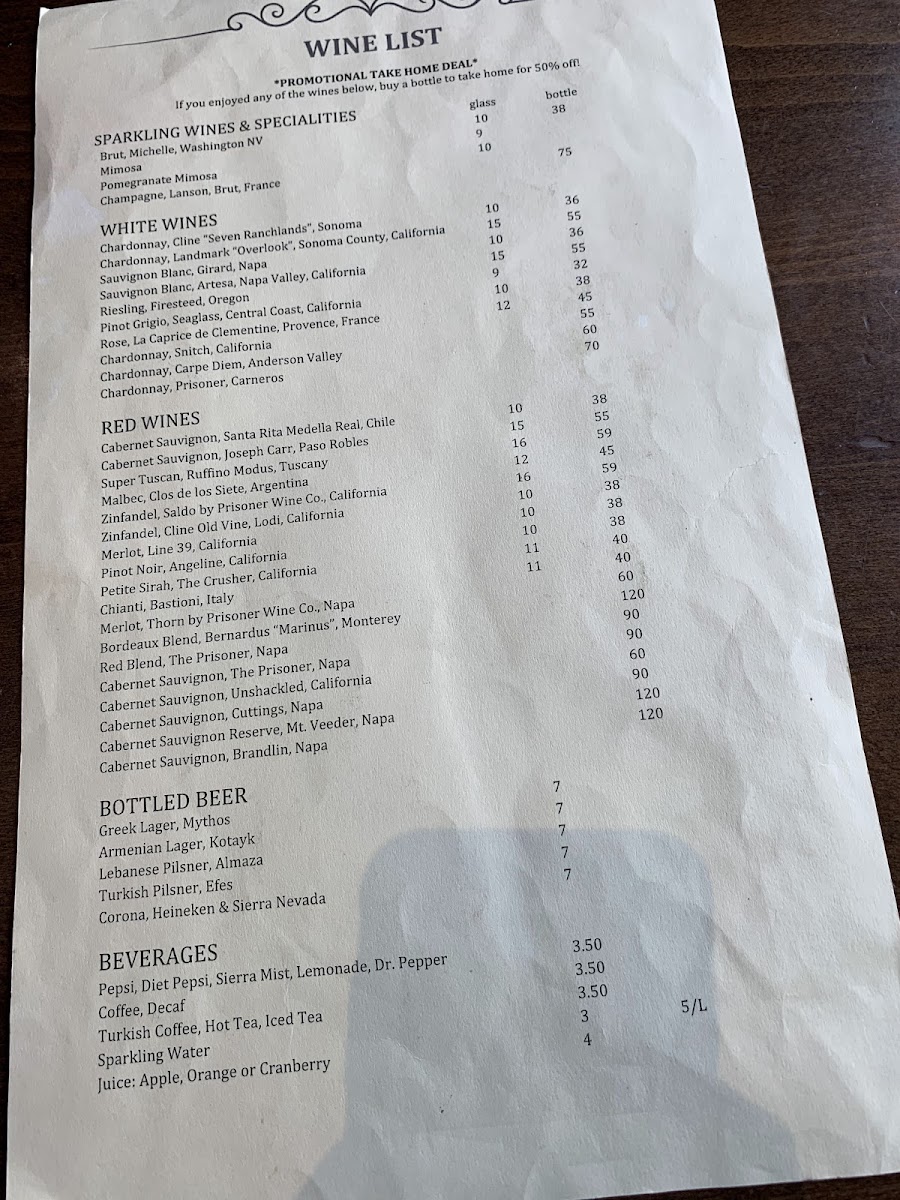 WINE LIST
*PROMOTIONAL TAKE HOME DEAL*
If you enjoyed any of the wines below, buy a bottle to take home for 50% off!
glass bottle
SPARKLING WINES & SPECIALITIES
Brut, Michelle, Washington NV 10 38
Mimosa 9
Pomegranate Mimosa 10
Champagne, Lanson, Brut, France 75
WHITE WINES
Chardonnay, Cline "Seven Ranchlands", Sonoma 10 36
Chardonnay, Landmark "Overlook", Sonoma County, California 15 55
Sauvignon Blanc, Girard, Napa 10 36
Sauvignon Blanc, Artesa, Napa Valley, California 15 55
Riesling, Firesteed, Oregon 9 32
Pinot Grigio, Seaglass, Central Coast, California 10 38
Rose, La Caprice de Clementine, Provence, France 12 45
Chardonnay, Snitch, California 55
Chardonnay, Carpe Diem, Anderson Valley 60
Chardonnay, Prisoner, Carneros 70
RED WINES
Cabernet Sauvignon, Santa Rita Medella Real, Chile 10 38
Cabernet Sauvignon, Joseph Carr, Paso Robles 15 55
Super Tuscan, Ruffino Modus, Tuscany 16 59
Malbec, Clos de los Siete, Argentina 12 45
Zinfandel, Saldo by Prisoner Wine Co., California 16 59
Zinfandel, Cline Old Vine, Lodi, California 10 38
Merlot, Line 39, California 10 38
Pinot Noir, Angeline, California 10 38
Petite Sirah, The Crusher, California 11 40
Chianti, Bastioni, Italy 11 40
Merlot, Thorn by Prisoner Wine Co., Napa 60
Bordeaux Blend, Bernardus "Marinus", Monterey 120
Red Blend, The Prisoner, Napa 90
Cabernet Sauvignon, The Prisoner, Napa 90
Cabernet Sauvignon, Unshackled, California 60
Cabernet Sauvignon, Cuttings, Napa 90
Cabernet Sauvignon Reserve, Mt. Veeder, Napa 120
Cabernet Sauvignon, Brandlin, Napa 120
BOTTLED BEER
Greek Lager, Mythos 7
Armenian Lager, Kotayk 7
Lebanese Pilsner, Almaza 7
Turkish Pilsner, Efes 7
Corona, Heineken & Sierra Nevada 7
BEVERAGES
Pepsi, Diet Pepsi, Sierra Mist, Lemonade, Dr. Pepper 3.50
Coffee, Decaf 3.50
Turkish Coffee, Hot Tea, Iced Tea 3.50
Sparkling Water 3 5/L
Juice: Apple, Orange or Cranberry 4